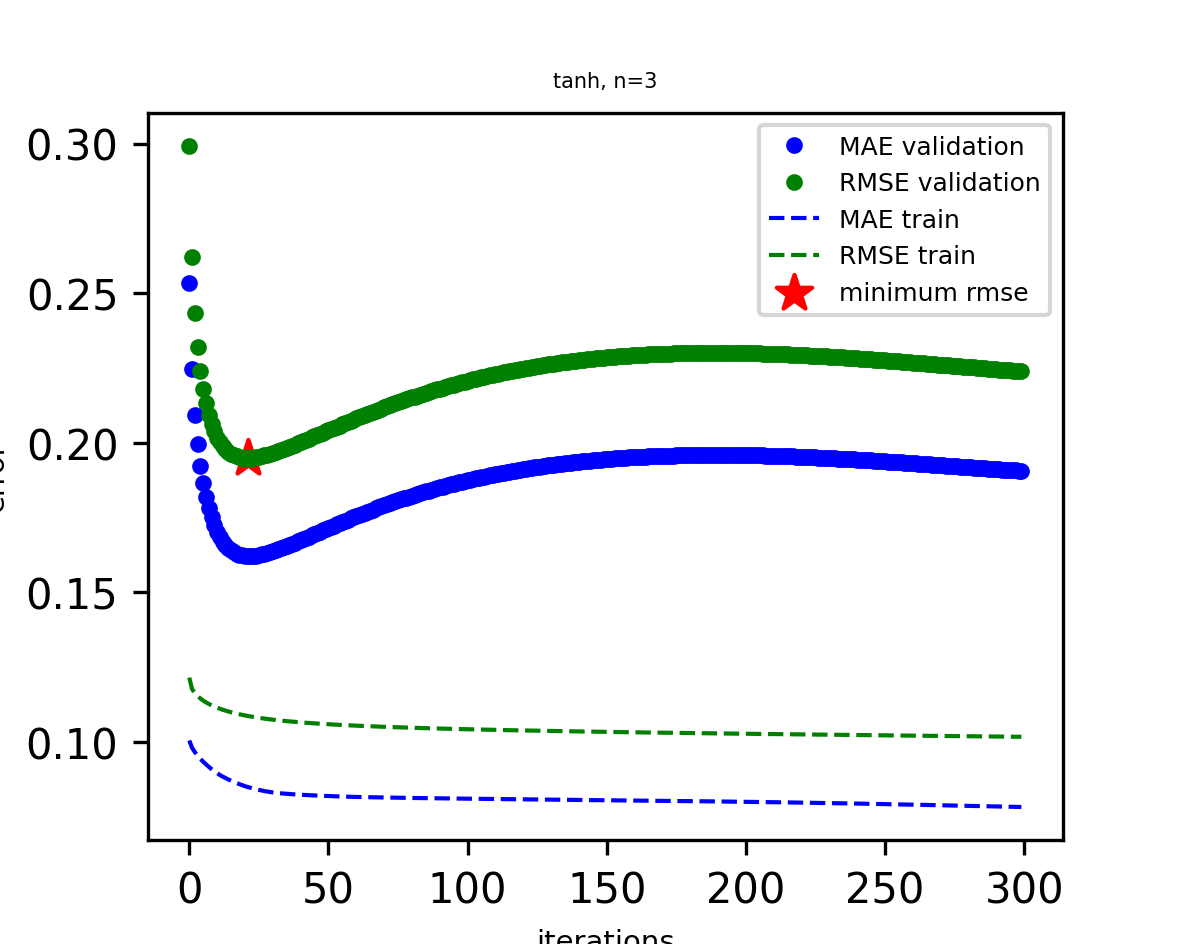 tanh, n=3
0.30
0.25
0.20
0.15
0.10
MAE validation
RMSE validation
MAE train
RMSE train
minimum rmse
0 50 100 150 200 250 300
iterations